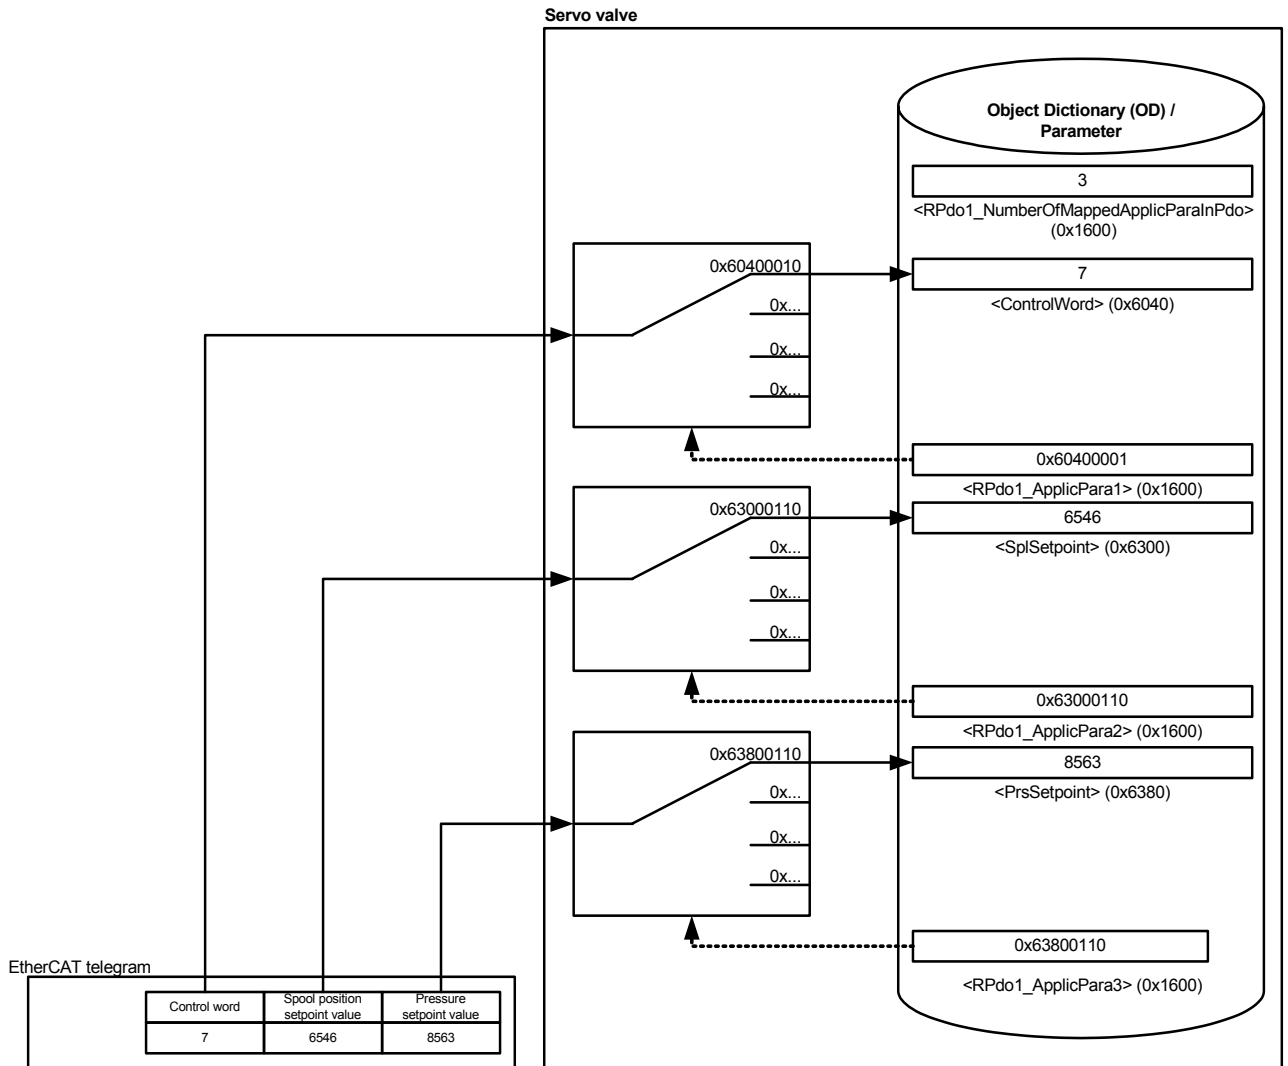 Servo valve
Object Dictionary (OD) /
Parameter
3
<RPdo1_NumberOfMappedApplicParaInPdo>
(0x1600)
0x60400010
0x...
0x...
0x...
7
<ControlWord> (0x6040)
0x60400001
<RPdo1_ApplicPara1> (0x1600)
0x63000110
0x...
0x...
0x...
6546
<SplSetpoint> (0x6300)
0x63000110
<RPdo1_ApplicPara2> (0x1600)
0x63800110
0x...
0x...
0x...
8563
<PrsSetpoint> (0x6380)
0x63800110
<RPdo1_ApplicPara3> (0x1600)
EtherCAT telegram
Control word
Spool position
setpoint value
Pressure
setpoint value
7
6546
8563